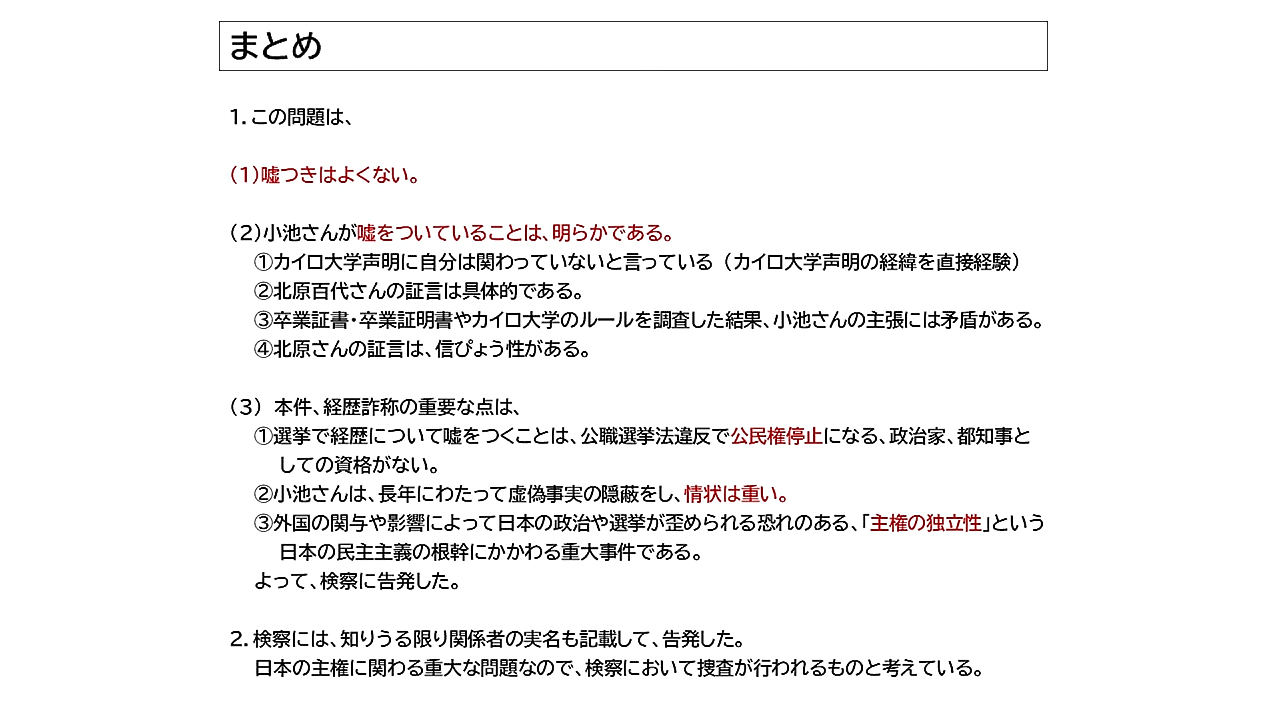 まとめ
1．この問題は、
（1）嘘つきはよくない。
（2）小池さんが嘘をついていることは、明らかである。
①カイロ大学声明に自分は関わっていないと言っている（カイロ大学声明の経緯を直接経験）
②北原百代さんの証言は具体的である。
③卒業証書・卒業証明書やカイロ大学のルールを調査した結果、小池さんの主張には矛盾がある。
④北原さんの証言は、信ぴょう性がある。
（3） 本件、経歴詐称の重要な点は、
①選挙で経歴について嘘をつくことは、公職選挙法違反で公民権停止になる、政治家、都知事と
しての資格がない。
②小池さんは、長年にわたって虚偽事実の隠蔽をし、情状は重い。
③外国の関与や影響によって日本の政治や選挙が歪められる恐れのある、「主権の独立性」という
日本の民主主義の根幹にかかわる重大事件である。
よって、検察に告発した。
2．検察には、知りうる限り関係者の実名も記載して、告発した。
日本の主権に関わる重大な問題なので、検察において捜査が行われるものと考えている。